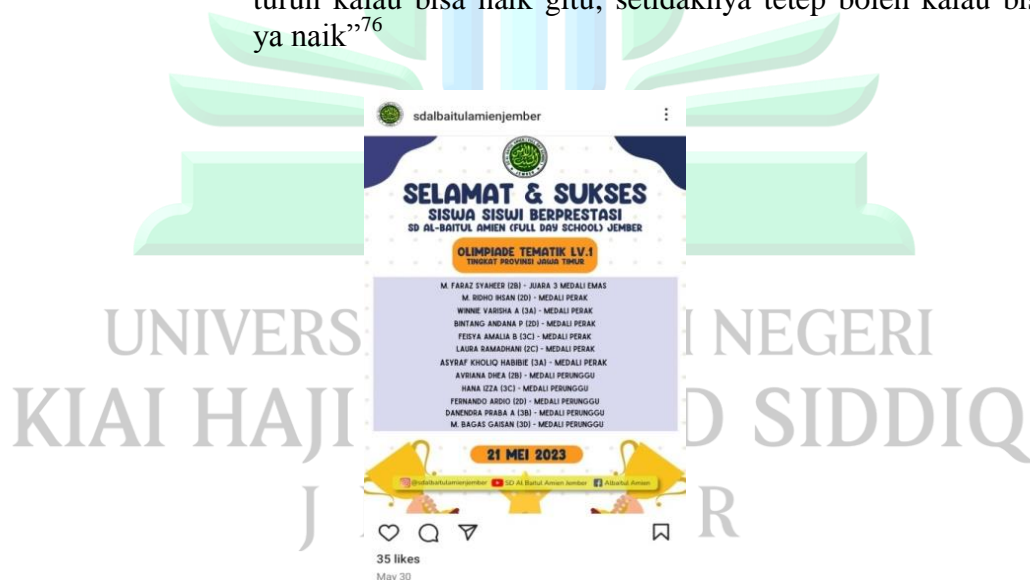 turun kalau bisa naik gitu, setidaknya tetep boleh kalau bis
ya naik”76
sdalbaitulamienjember
JEMBER
SELAMAT & SUKSES
SISWA SISWI BERPRESTASI
SD AL-BAITUL AMIEN (FULL DAY SCHOOL) JEMBER
OLIMPIADE TEMATIK LV.1
TINGKAT PROVINSI JAWA TIMUR
M. FARAZ SYAHEER (2B) - JUARA 3 MEDALI EMAS
M. RIDHO IHSAN (2D) - MEDALI PERAK
WINNIE VARISHA A (3A) - MEDALI PERAK
BINTANG ANDANA P (2D) - MEDALI PERAK
FEISYA AMALIA B (3C) - MEDALI PERAK
LAURA RAMADHANI (2C) - MEDALI PERAK
ASYRAF KHOLIQ HABIBIE (3A) - MEDALI PERAK
AVRIANA DHEA (2B) - MEDALI PERUNGGU
HANA IZZA (3C) - MEDALI PERUNGGU
FERNANDO ARDIO (2D) - MEDALI PERUNGGU
DANENDRA PRABA A (3B) - MEDALI PERUNGGU
M. BAGAS GAISAN (3D) - MEDALI PERUNGGU
21 MEI 2023
@sdalbaitulamienjember SD Al Baitul Amien Jember Albaitul Amien
35 likes
May 30
UNIVERS NEGERI
KIAI HAJI D SIDDIQ
J R